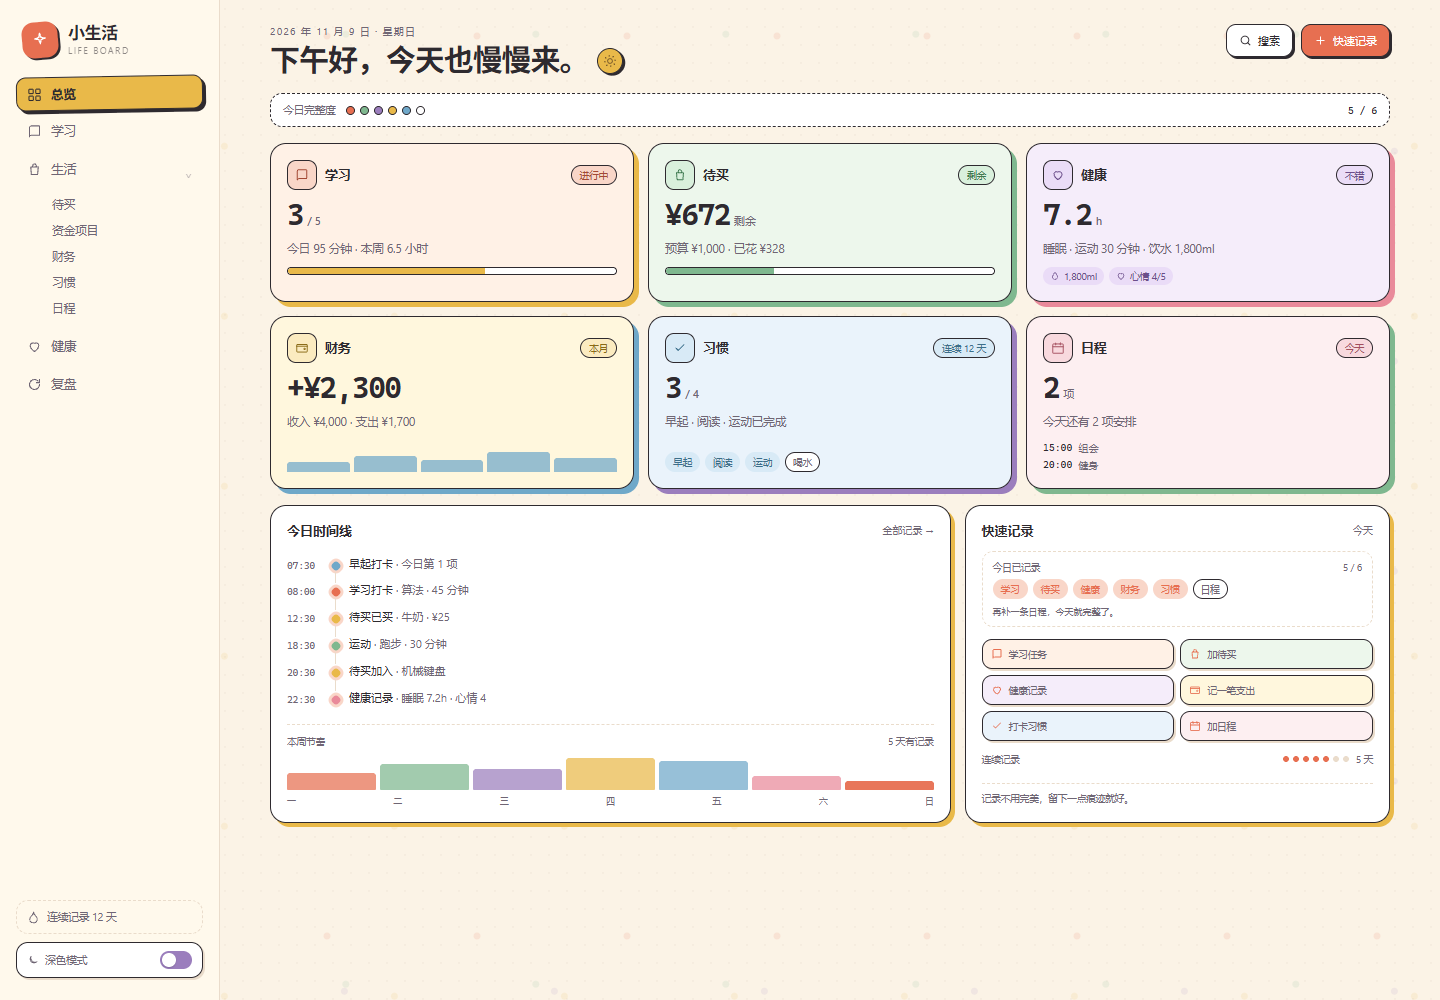 小生活
LIFE BOARD
总览
学习
生活
待买
资金项目
财务
习惯
日程
健康
复盘
连续记录 12 天
深色模式
2026 年 11 月 9 日 · 星期日
下午好，今天也慢慢来。
搜索
快速记录
今日完整度
5 / 6
学习
进行中
3 / 5
今日 95 分钟 · 本周 6.5 小时
待买
剩余
¥672 剩余
预算 ¥1,000 · 已花 ¥328
健康
不错
7.2 h
睡眠 · 运动 30 分钟 · 饮水 1,800ml
1,800ml
心情 4/5
财务
本月
+¥2,300
收入 ¥4,000 · 支出 ¥1,700
习惯
连续 12 天
3 / 4
早起 · 阅读 · 运动已完成
早起
阅读
运动
喝水
日程
今天
2 项
今天还有 2 项安排
15:00 组会
20:00 健身
今日时间线
全部记录 →
07:30 早起打卡 · 今日第 1 项
08:00 学习打卡 · 算法 · 45 分钟
12:30 待买已买 · 牛奶 · ¥25
18:30 运动 · 跑步 · 30 分钟
20:30 待买加入 · 机械键盘
22:30 健康记录 · 睡眠 7.2h · 心情 4
本周节奏
5 天有记录
一
二
三
四
五
六
日
快速记录
今天
今日已记录
5 / 6
学习
待买
健康
财务
习惯
日程
再补一条日程，今天就完整了。
学习任务
加待买
健康记录
记一笔支出
打卡习惯
加日程
连续记录
5 天
记录不用完美，留下一点痕迹就好。